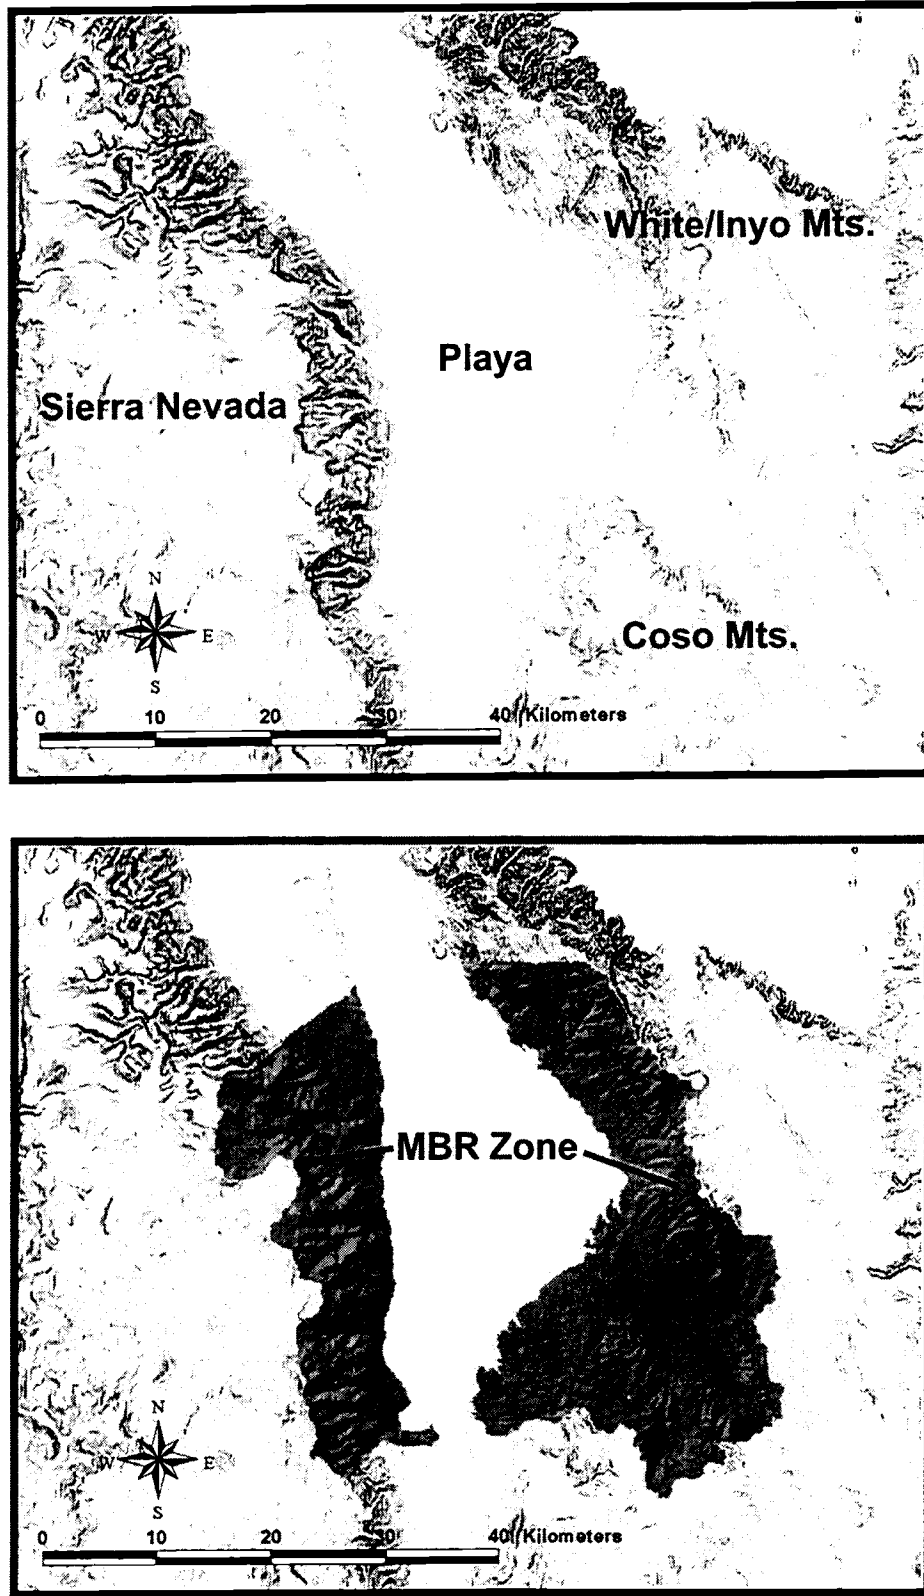 White/Inyo Mts.
Playa
Sierra Nevada
N
W E
Coso Mts.
S
0 10 20 30 40 Kilometers
MBR Zone
N
W E
S
0 10 20 30 40 Kilometers